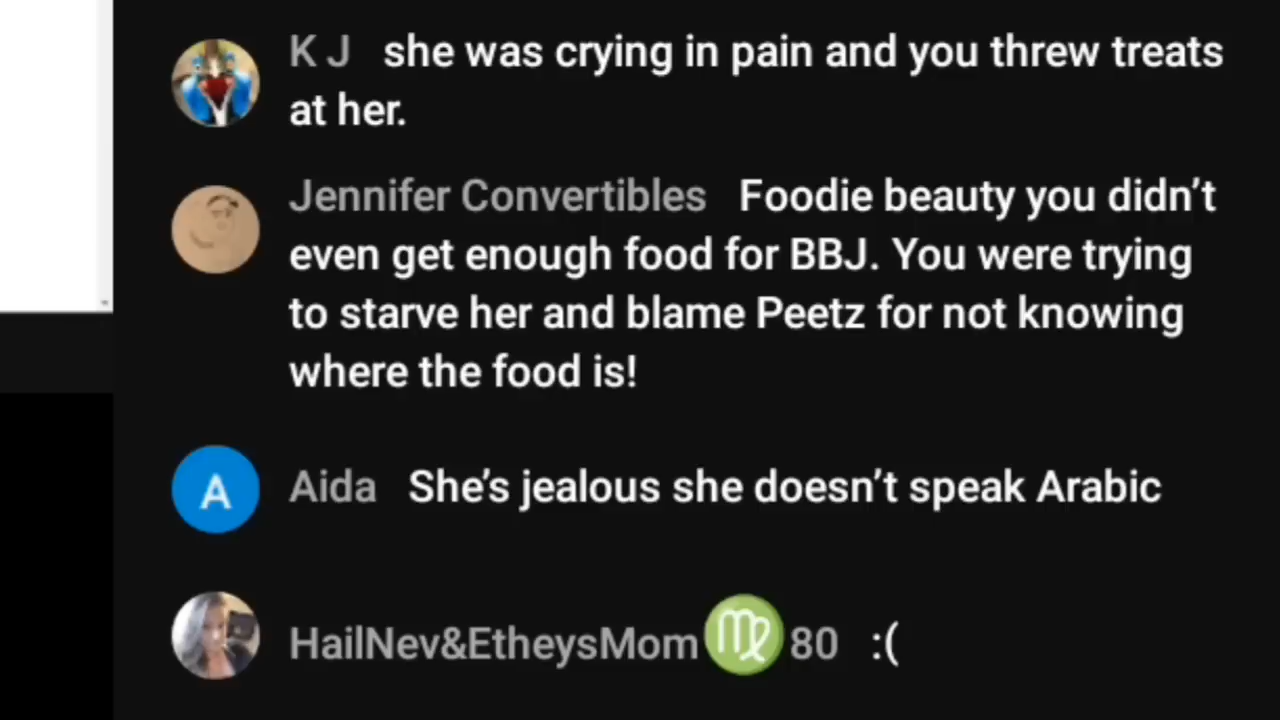 K J she was crying in pain and you threw treats
at her.
Jennifer Convertibles Foodie beauty you didn't
even get enough food for BBJ. You were trying
to starve her and blame Peetz for not knowing
where the food is!
A Aida She's jealous she doesn't speak Arabic
HailNev&EtheysMom♍80 :(